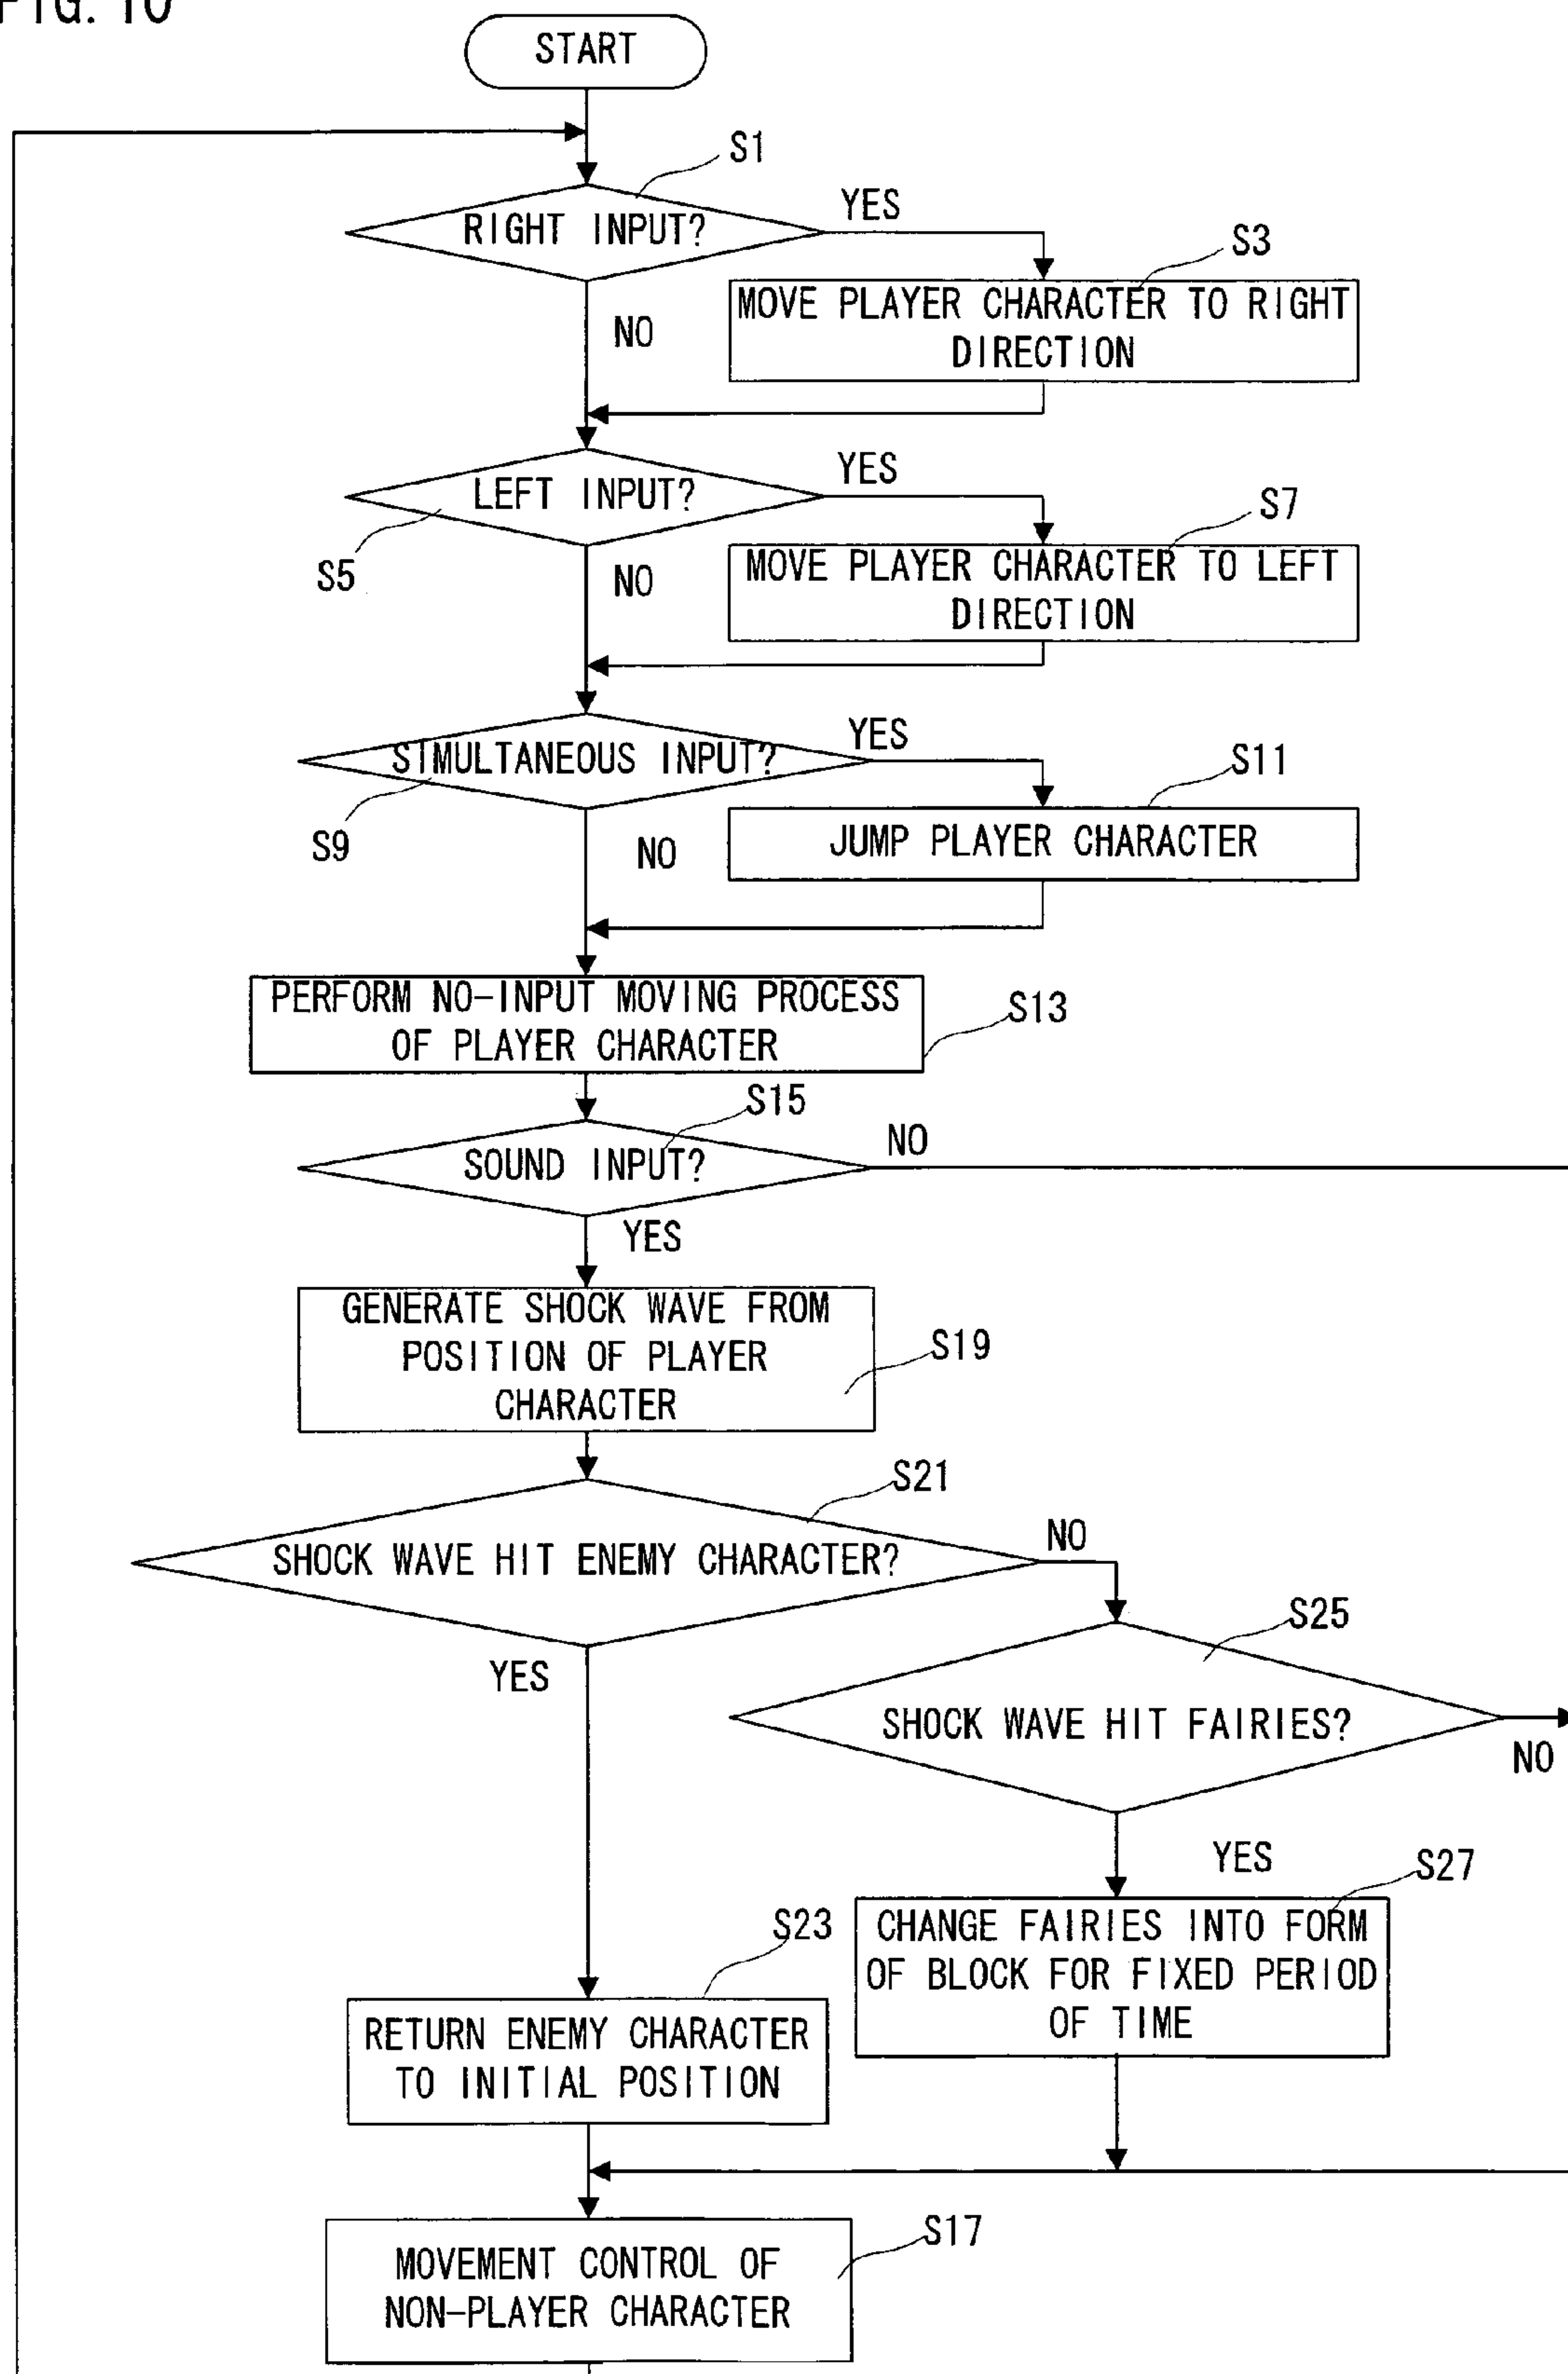 FIG. 10
START
S1
RIGHT INPUT?
YES
S3
MOVE PLAYER CHARACTER TO RIGHT
DIRECTION
NO
LEFT INPUT?
YES
S5
S7
MOVE PLAYER CHARACTER TO LEFT
DIRECTION
NO
SIMULTANEOUS INPUT?
YES
S9
S11
JUMP PLAYER CHARACTER
NO
PERFORM NO-INPUT MOVING PROCESS
OF PLAYER CHARACTER
S13
S15
SOUND INPUT?
NO
YES
GENERATE SHOCK WAVE FROM
POSITION OF PLAYER
CHARACTER
S19
S21
SHOCK WAVE HIT ENEMY CHARACTER?
NO
YES
S25
SHOCK WAVE HIT FAIRIES?
NO
YES
S27
CHANGE FAIRIES INTO FORM
OF BLOCK FOR FIXED PERIOD
OF TIME
S23
RETURN ENEMY CHARACTER
TO INITIAL POSITION
S17
MOVEMENT CONTROL OF
NON-PLAYER CHARACTER